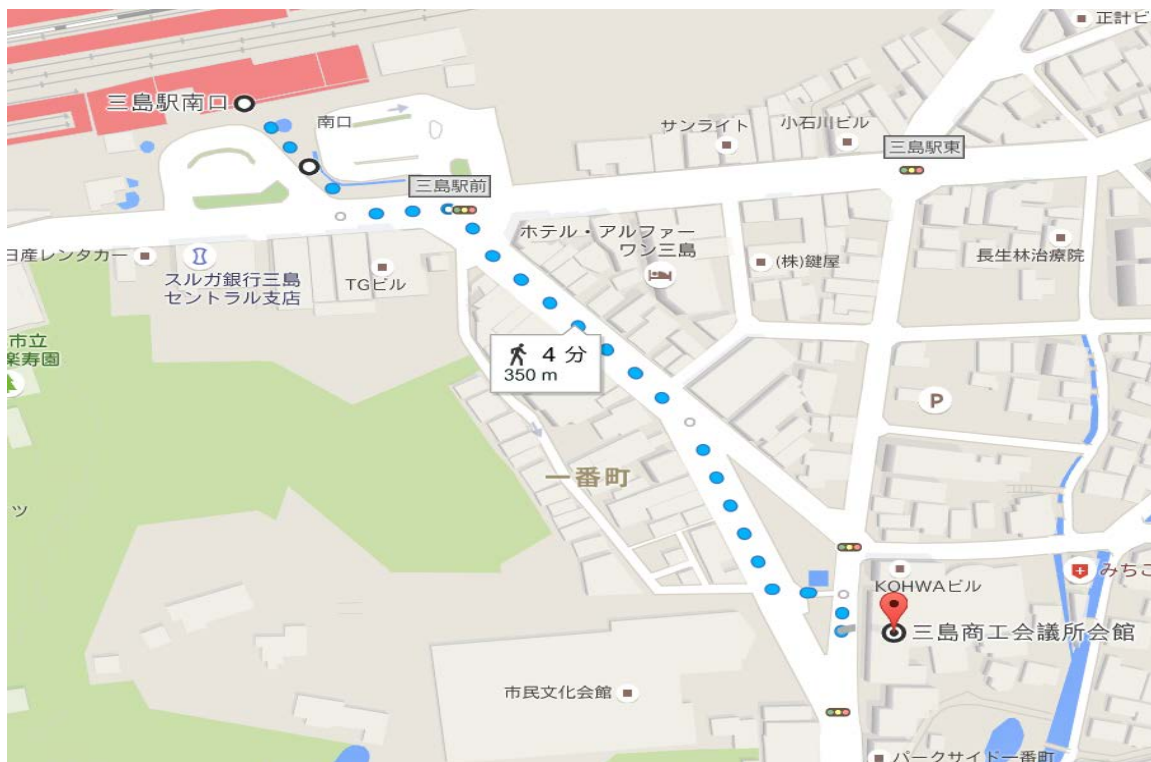 正計ビ
三島駅南口
南口
サンライト
小石川ビル
三島駅東
三島駅前
ホテル・アルファー
ワン三島
(株)鍵屋
長生林治療院
日産レンタカー
スルガ銀行三島
セントラル支店
TGビル
市立
楽寿園
4 分
350 m
P
一番町
ツ
みちこ
KOHWAビル
三島商工会議所会館
市民文化会館
パークサイド一番町